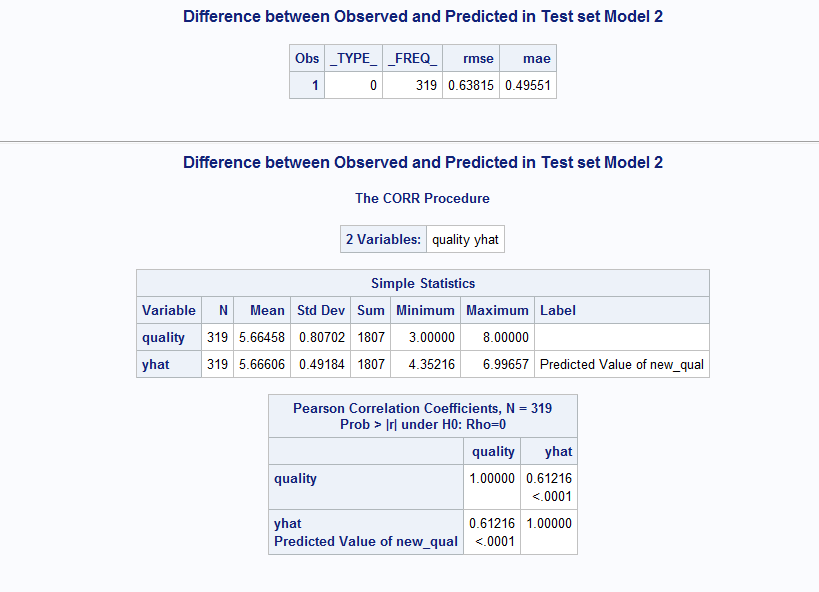 Difference between Observed and Predicted in Test set Model 2
Obs _TYPE_ _FREQ_ rmse mae
1 0 319 0.63815 0.49551
Difference between Observed and Predicted in Test set Model 2
The CORR Procedure
2 Variables: quality yhat
Simple Statistics
Variable N Mean Std Dev Sum Minimum Maximum Label
quality 319 5.66458 0.80702 1807 3.00000 8.00000
yhat 319 5.66606 0.49184 1807 4.35216 6.99657 Predicted Value of new_qual
Pearson Correlation Coefficients, N = 319
Prob > |r| under H0: Rho=0
quality yhat
quality 1.00000 0.61216
<.0001
yhat 0.61216 1.00000
Predicted Value of new_qual <.0001